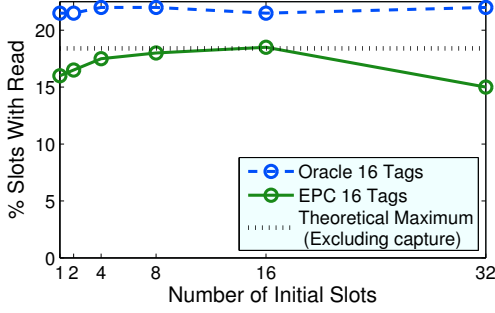 20
15
10
5
0
% Slots With Read
Oracle 16 Tags
EPC 16 Tags
Theoretical Maximum
(Excluding capture)
1 2 4 8 16 32
Number of Initial Slots